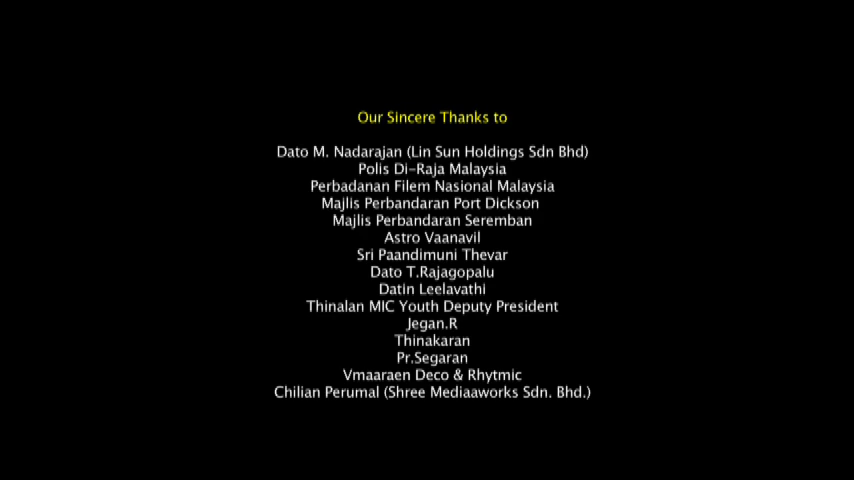 Our Sincere Thanks to
Dato M. Nadarajan (Lin Sun Holdings Sdn Bhd)
Polis Di-Raja Malaysia
Perbadanan Filem Nasional Malaysia
Majlis Perbandaran Port Dickson
Majlis Perbandaran Seremban
Astro Vaanavil
Sri Paandimuni Thevar
Dato T.Rajagopalu
Datin Leelavathi
Thinalan MIC Youth Deputy President
Jegan.R
Thinakaran
Pr.Segaran
Vmaaraen Deco & Rhytmic
Chilian Perumal (Shree Mediaaworks Sdn. Bhd.)